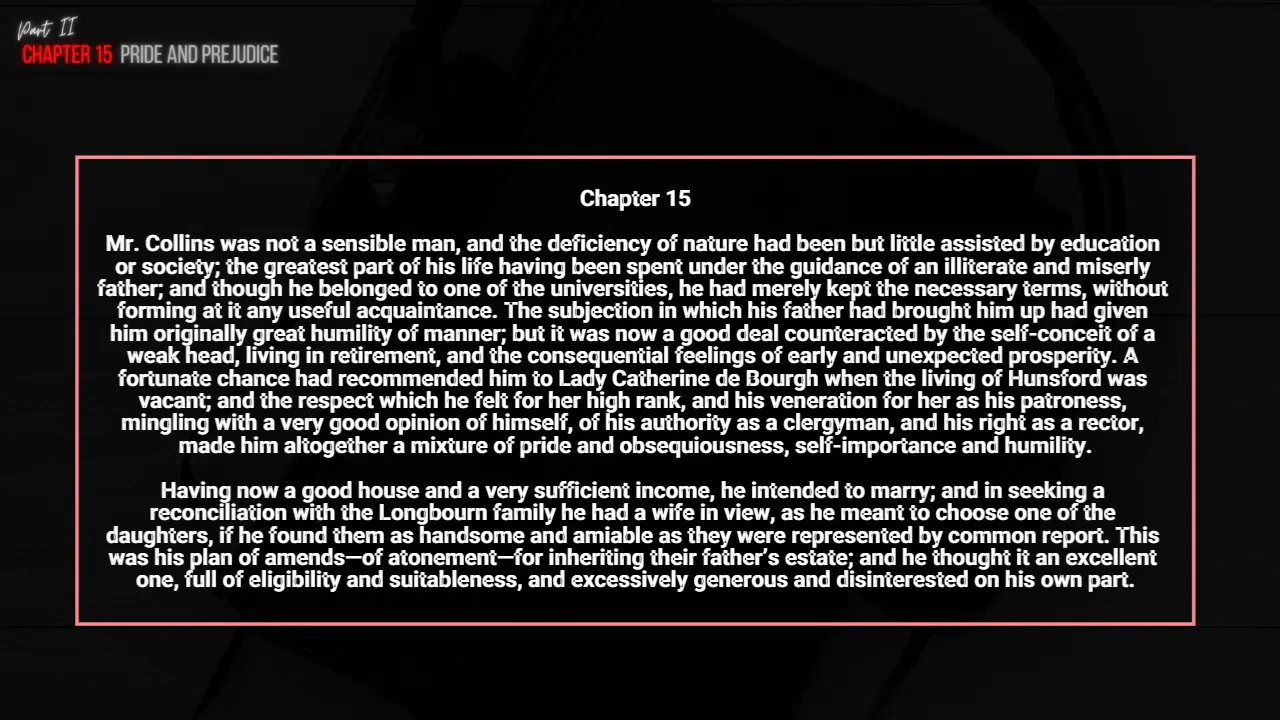 Part II
CHAPTER 15 PRIDE AND PREJUDICE
Chapter 15
Mr. Collins was not a sensible man, and the deficiency of nature had been but little assisted by education
or society; the greatest part of his life having been spent under the guidance of an illiterate and miserly
father; and though he belonged to one of the universities, he had merely kept the necessary terms, without
forming at it any useful acquaintance. The subjection in which his father had brought him up had given
him originally great humility of manner; but it was now a good deal counteracted by the self-conceit of a
weak head, living in retirement, and the consequential feelings of early and unexpected prosperity. A
fortunate chance had recommended him to Lady Catherine de Bourgh when the living of Hunsford was
vacant; and the respect which he felt for her high rank, and his veneration for her as his patroness,
mingling with a very good opinion of himself, of his authority as a clergyman, and his right as a rector,
made him altogether a mixture of pride and obsequiousness, self-importance and humility.
Having now a good house and a very sufficient income, he intended to marry; and in seeking a
reconciliation with the Longbourn family he had a wife in view, as he meant to choose one of the
daughters, if he found them as handsome and amiable as they were represented by common report. This
was his plan of amends—of atonement—for inheriting their father's estate; and he thought it an excellent
one, full of eligibility and suitableness, and excessively generous and disinterested on his own part.